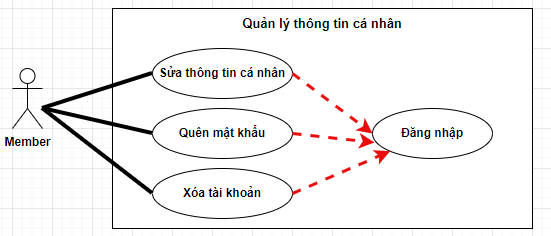 Quản lý thông tin cá nhân
Sửa thông tin cá nhân
Member
Quên mật khẩu
Đăng nhập
Xóa tài khoản